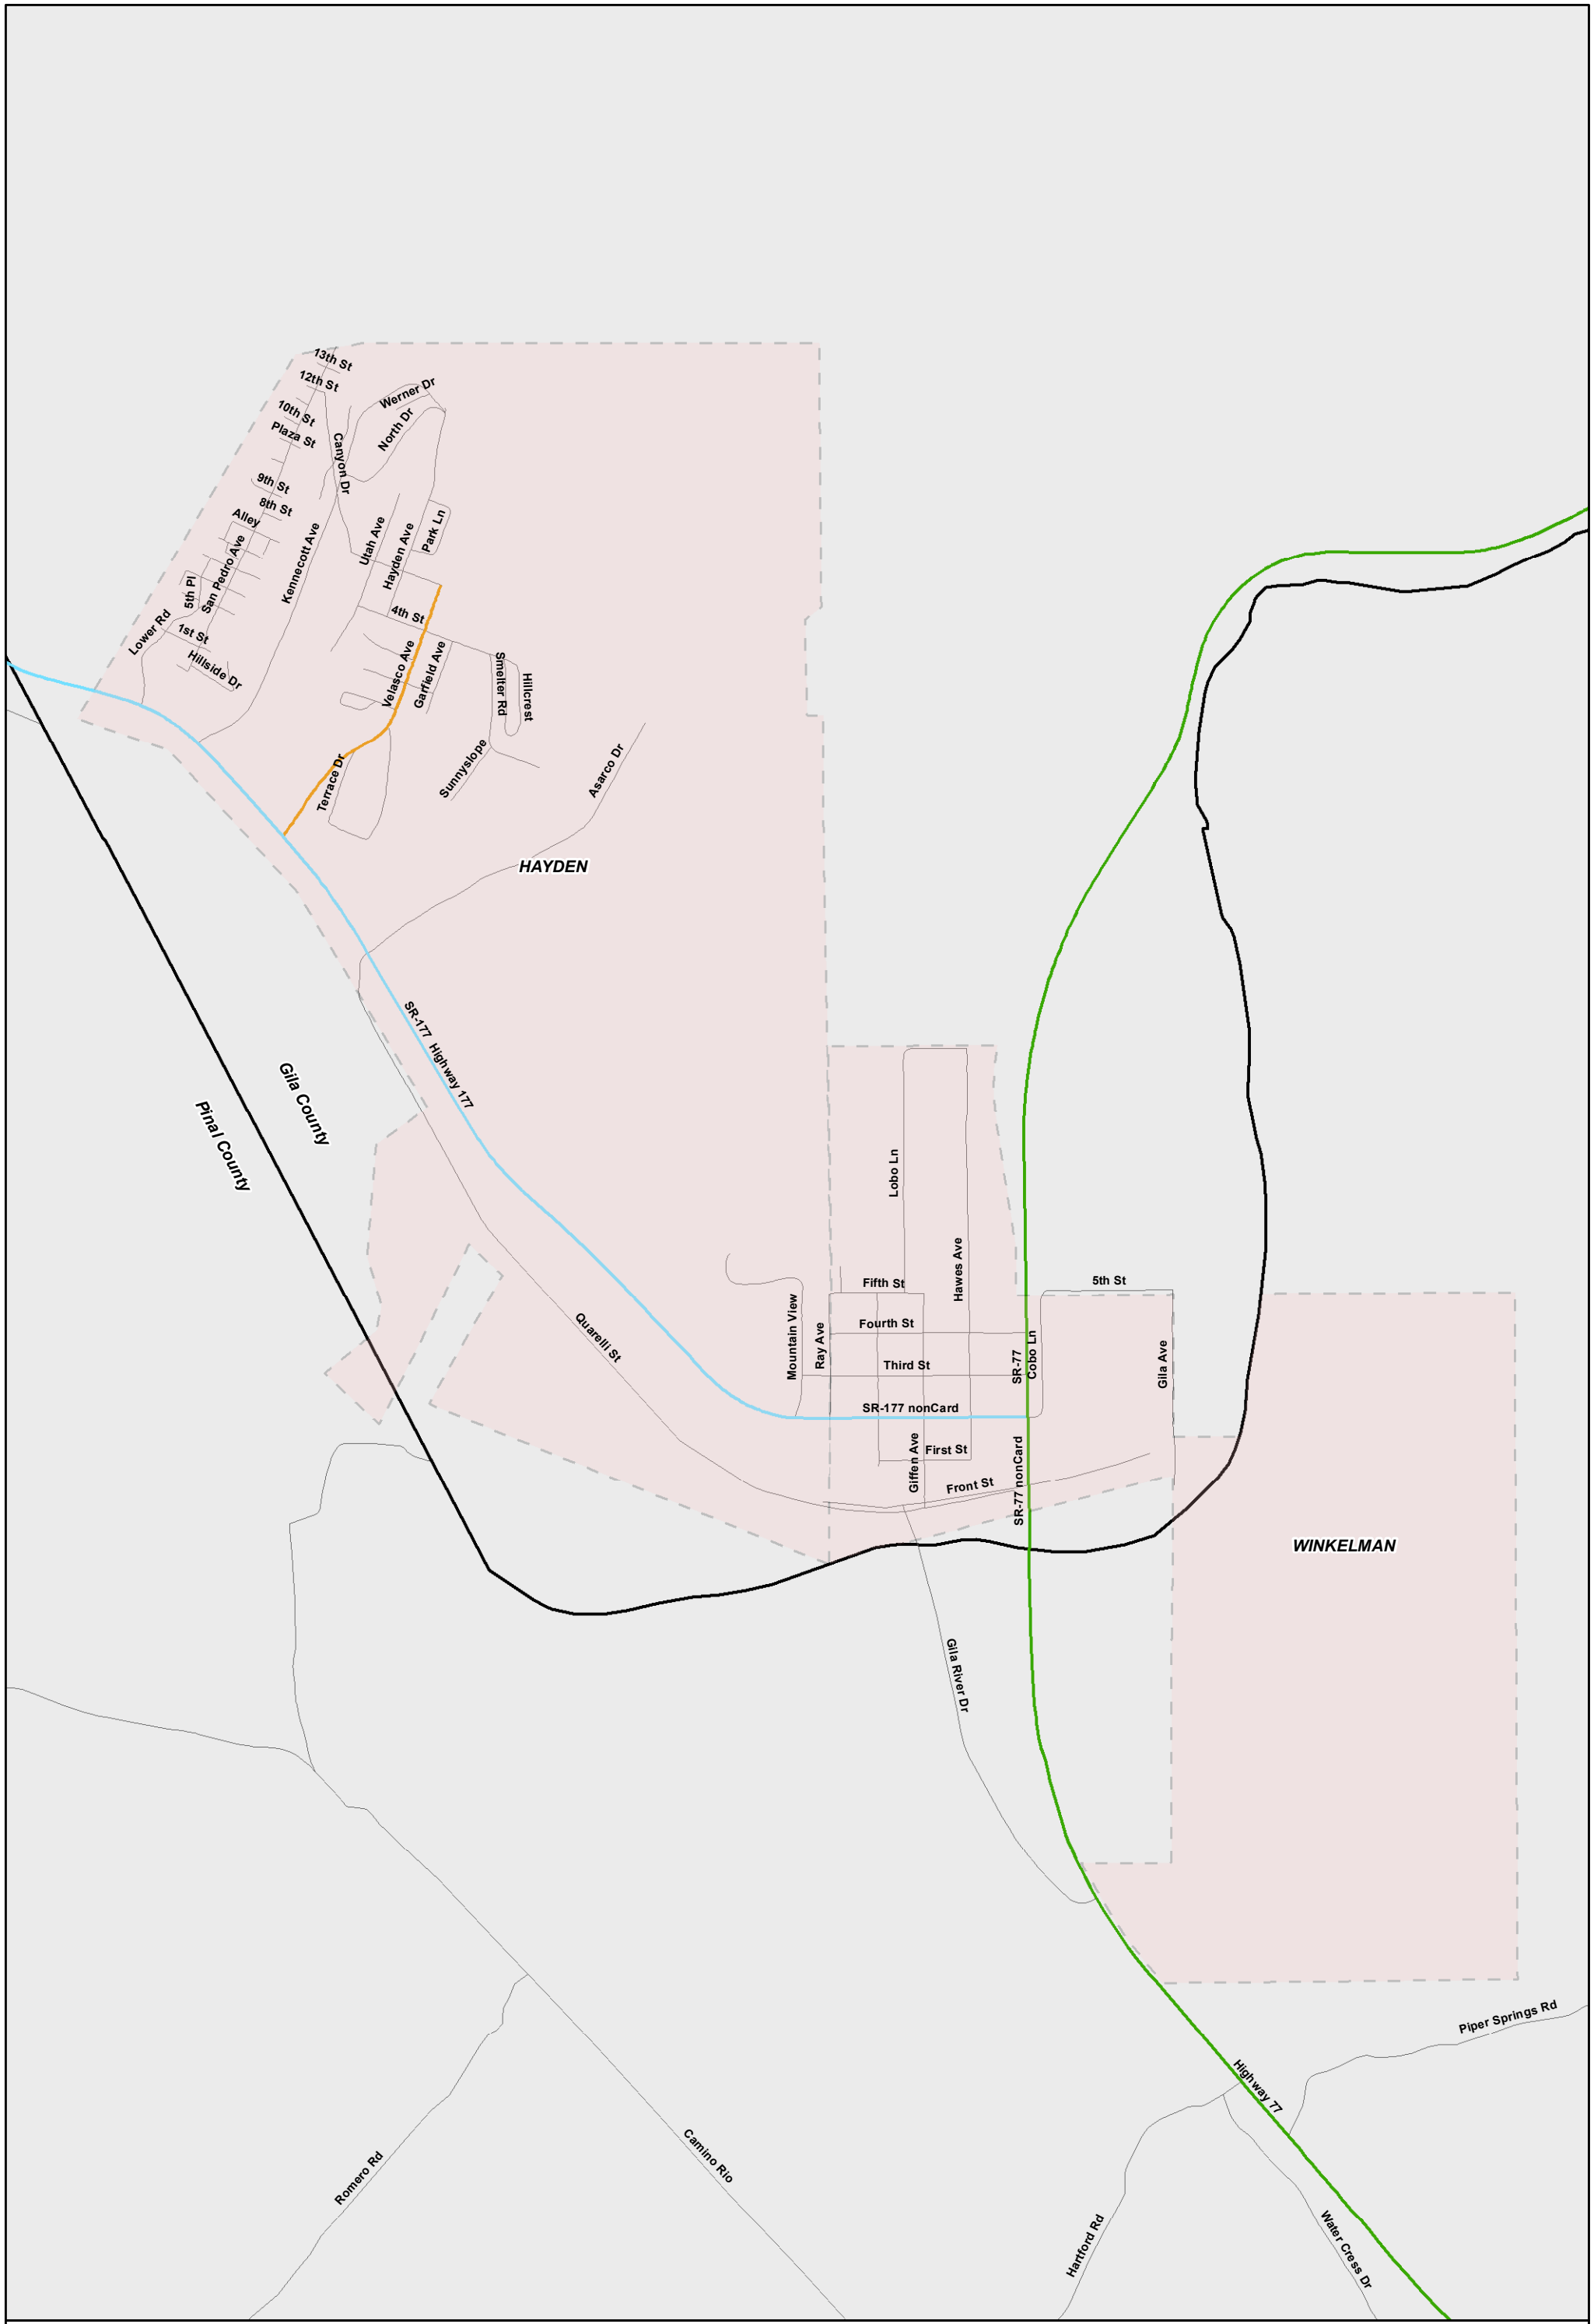 13th St
12th St
Werner Dr
10th St
North Dr
Plaza St
Canyon Dr
9th St
8th St
Alley
Park Ln
Utah Ave
Hayden Ave
Kennecott Ave
San Pedro Ave
5th Pl
4th St
Lower Rd
1st St
Hillside Dr
Velasco Ave
Garfield Ave
Smelter Rd
Hillcrest
Sunnyslope
Asarco Dr
Terrace Dr
HAYDEN
SR-177 Highway 177
Gila County
Pinal County
Lobo Ln
Hawes Ave
Fifth St
5th St
Mountain View
Ray Ave
Fourth St
Quarelli St
Third St
SR-77
Cobo Ln
Gila Ave
SR-177 nonCard
Giffen Ave
First St
SR-77 nonCard
Front St
WINKELMAN
Gila River Dr
Piper Springs Rd
Highway 77
Camino Rio
Romero Rd
Hartford Rd
Water Cress Dr